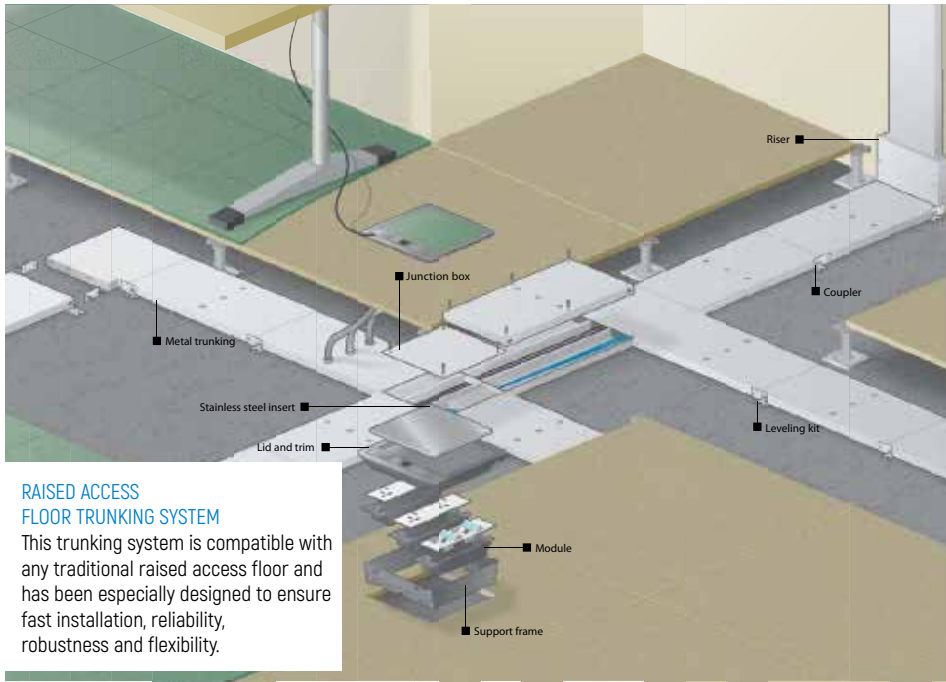 Riser
Junction box
Coupler
Metal trunking
Stainless steel insert
Leveling kit
Lid and trim
RAISED ACCESS
FLOOR TRUNKING SYSTEM
This trunking system is compatible with
any traditional raised access floor and
has been especially designed to ensure
fast installation, reliability,
robustness and flexibility.
Module
Support frame